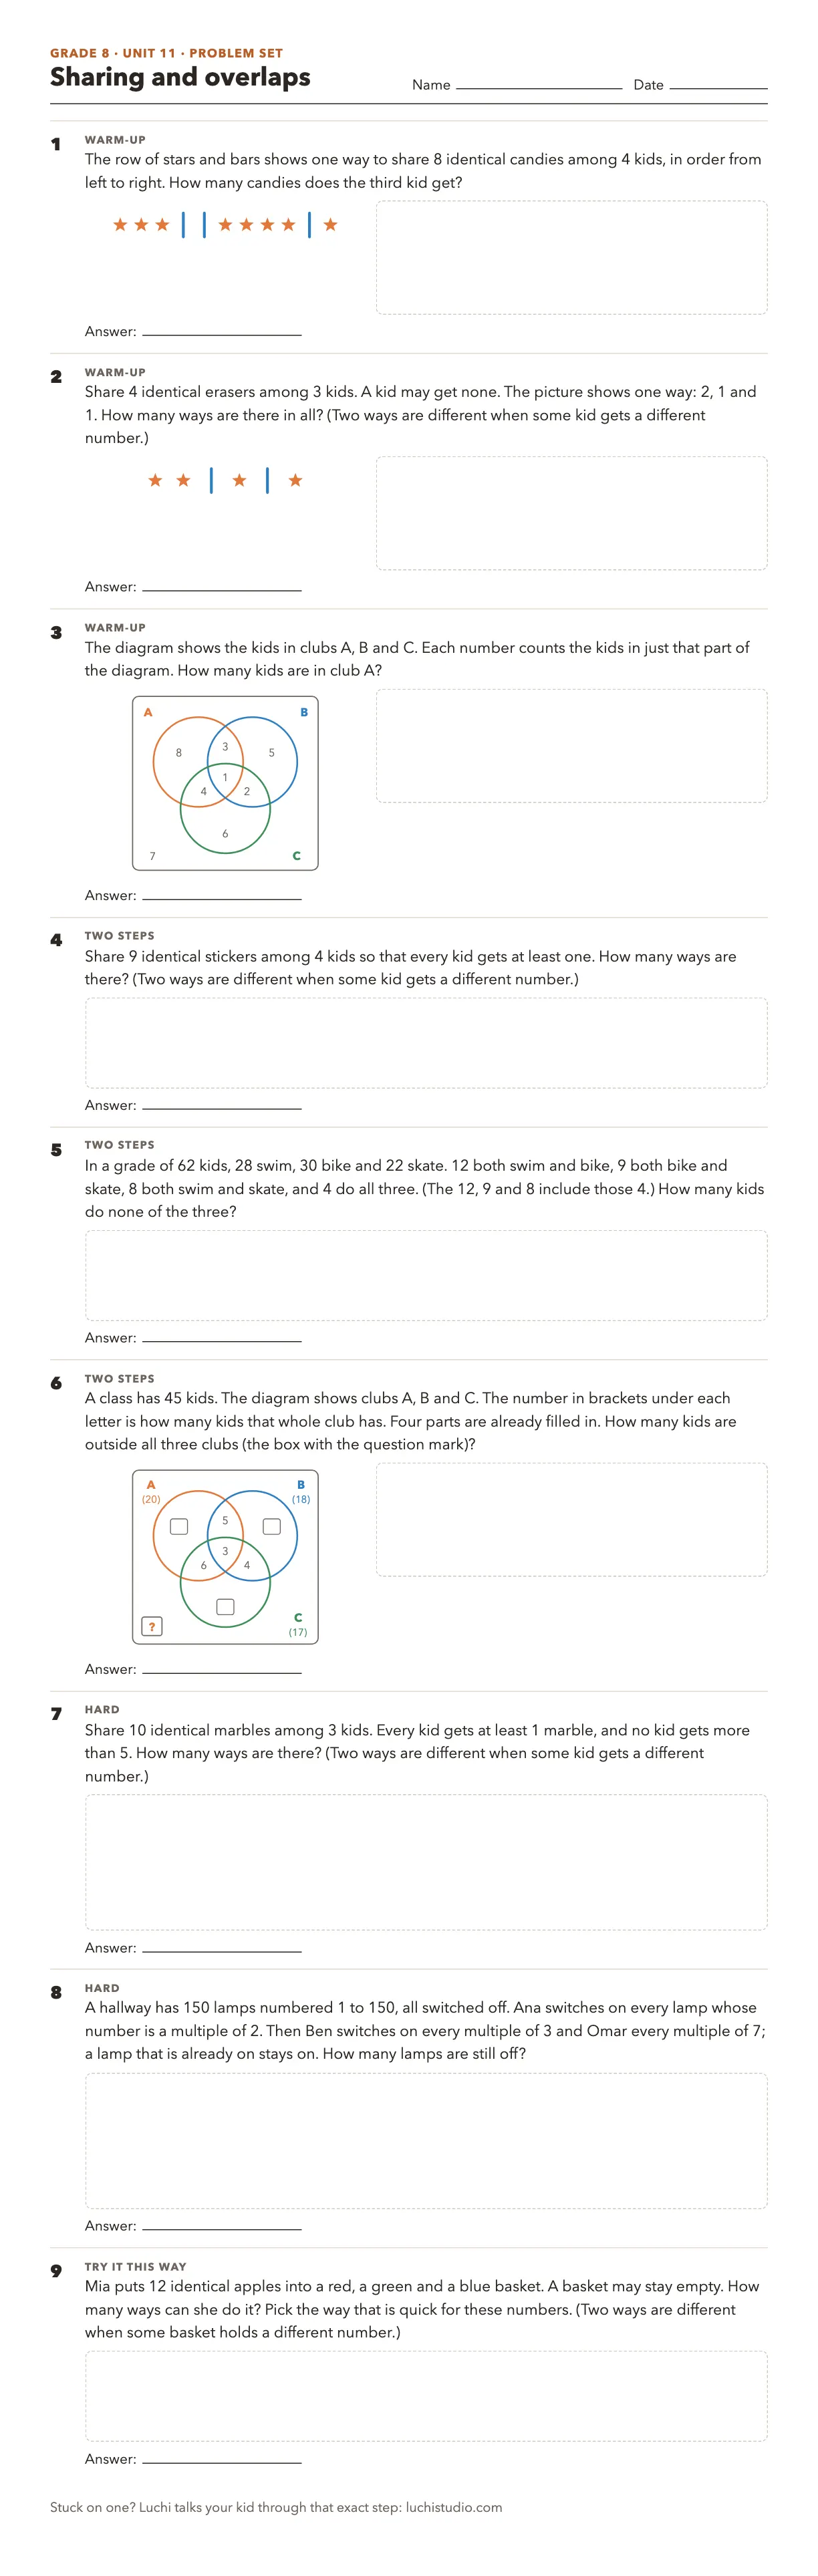 GRADE 8 · UNIT 11 · PROBLEM SET
Sharing and overlaps
Name
Date
1
WARM-UP
The row of stars and bars shows one way to share 8 identical candies among 4 kids, in order from
left to right. How many candies does the third kid get?
Answer:
2
WARM-UP
Share 4 identical erasers among 3 kids. A kid may get none. The picture shows one way: 2, 1 and
1. How many ways are there in all? (Two ways are different when some kid gets a different
number.)
Answer:
3
WARM-UP
The diagram shows the kids in clubs A, B and C. Each number counts the kids in just that part of
the diagram. How many kids are in club A?
A
B
8
3
5
1
4
2
6
7
C
Answer:
4
TWO STEPS
Share 9 identical stickers among 4 kids so that every kid gets at least one. How many ways are
there? (Two ways are different when some kid gets a different number.)
Answer:
5
TWO STEPS
In a grade of 62 kids, 28 swim, 30 bike and 22 skate. 12 both swim and bike, 9 both bike and
skate, 8 both swim and skate, and 4 do all three. (The 12, 9 and 8 include those 4.) How many kids
do none of the three?
Answer:
6
TWO STEPS
A class has 45 kids. The diagram shows clubs A, B and C. The number in brackets under each
letter is how many kids that whole club has. Four parts are already filled in. How many kids are
outside all three clubs (the box with the question mark)?
A
(20)
B
(18)
5
3
6
4
?
C
(17)
Answer:
7
HARD
Share 10 identical marbles among 3 kids. Every kid gets at least 1 marble, and no kid gets more
than 5. How many ways are there? (Two ways are different when some kid gets a different
number.)
Answer:
8
HARD
A hallway has 150 lamps numbered 1 to 150, all switched off. Ana switches on every lamp whose
number is a multiple of 2. Then Ben switches on every multiple of 3 and Omar every multiple of 7;
a lamp that is already on stays on. How many lamps are still off?
Answer:
9
TRY IT THIS WAY
Mia puts 12 identical apples into a red, a green and a blue basket. A basket may stay empty. How
many ways can she do it? Pick the way that is quick for these numbers. (Two ways are different
when some basket holds a different number.)
Answer:
Stuck on one? Luchi talks your kid through that exact step: luchistudio.com